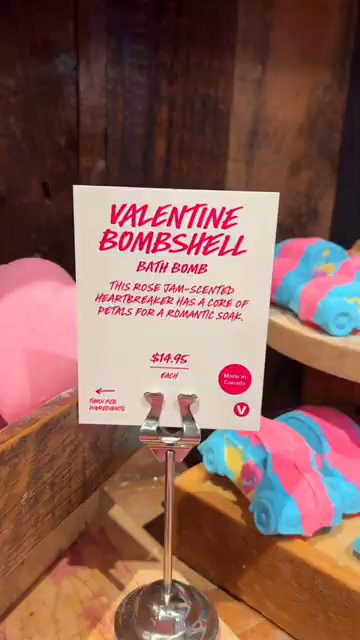 VALENTINE
BOMBSHELL
BATH BOMB
THIS ROSE JAM-SCENTED
HEARTBREAKER HAS A CORE OF
PETALS FOR A ROMANTIC SOAK.
$14.95
EACH
Made in
Canada
TURN FOR
INGREDIENTS
V